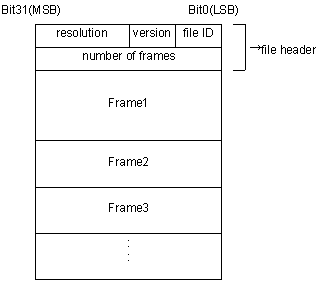 Bit31(MSB) Bit0(LSB)
resolution version file ID
number of frames
→file header
Frame1
Frame2
Frame3